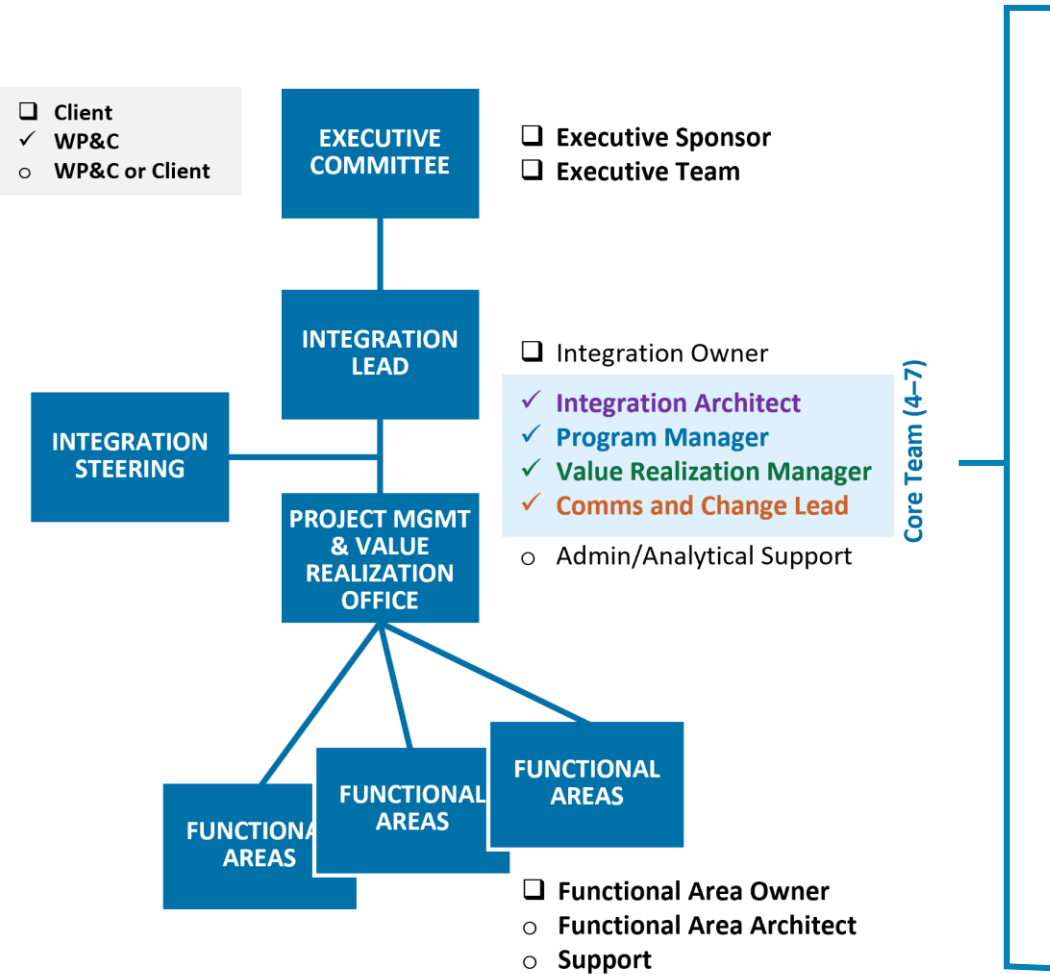 ❑ Client
✓ WP&C
o WP&C or Client
EXECUTIVE
COMMITTEE
❑ Executive Sponsor
❑ Executive Team
INTEGRATION
LEAD
❑ Integration Owner
✓ Integration Architect
✓ Program Manager
✓ Value Realization Manager
✓ Comms and Change Lead
o Admin/Analytical Support
Core Team (4–7)
INTEGRATION
STEERING
PROJECT MGMT
& VALUE
REALIZATION
OFFICE
FUNCTIONA
AREAS
FUNCTIONAL
AREAS
FUNCTIONAL
AREAS
❑ Functional Area Owner
o Functional Area Architect
o Support